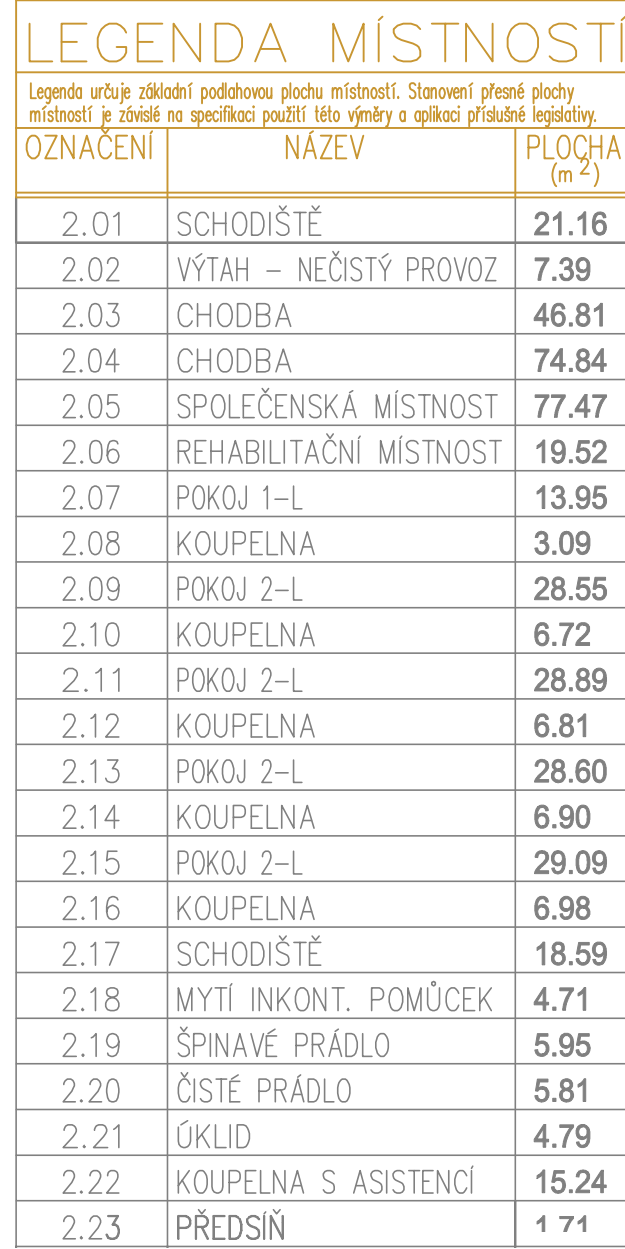 LEGENDA MÍSTNOSTÍ
Legenda určuje základní podlahovou plochu místností. Stanovení přesné plochy
místností je závislé na specifikaci použití této výměry a aplikaci příslušné legislativy.
OZNAČENÍ NÁZEV PLOCHA
(m 2)
2.01 SCHODIŠTĚ 21.16
2.02 VÝTAH – NEČISTÝ PROVOZ 7.39
2.03 CHODBA 46.81
2.04 CHODBA 74.84
2.05 SPOLEČENSKÁ MÍSTNOST 77.47
2.06 REHABILITAČNÍ MÍSTNOST 19.52
2.07 POKOJ 1–L 13.95
2.08 KOUPELNA 3.09
2.09 POKOJ 2–L 28.55
2.10 KOUPELNA 6.72
2.11 POKOJ 2–L 28.89
2.12 KOUPELNA 6.81
2.13 POKOJ 2–L 28.60
2.14 KOUPELNA 6.90
2.15 POKOJ 2–L 29.09
2.16 KOUPELNA 6.98
2.17 SCHODIŠTĚ 18.59
2.18 MYTÍ INKONT. POMŮCEK 4.71
2.19 ŠPINAVÉ PRÁDLO 5.95
2.20 ČISTÉ PRÁDLO 5.81
2.21 ÚKLID 4.79
2.22 KOUPELNA S ASISTENCÍ 15.24
2.23 PŘEDSÍŇ 1.71